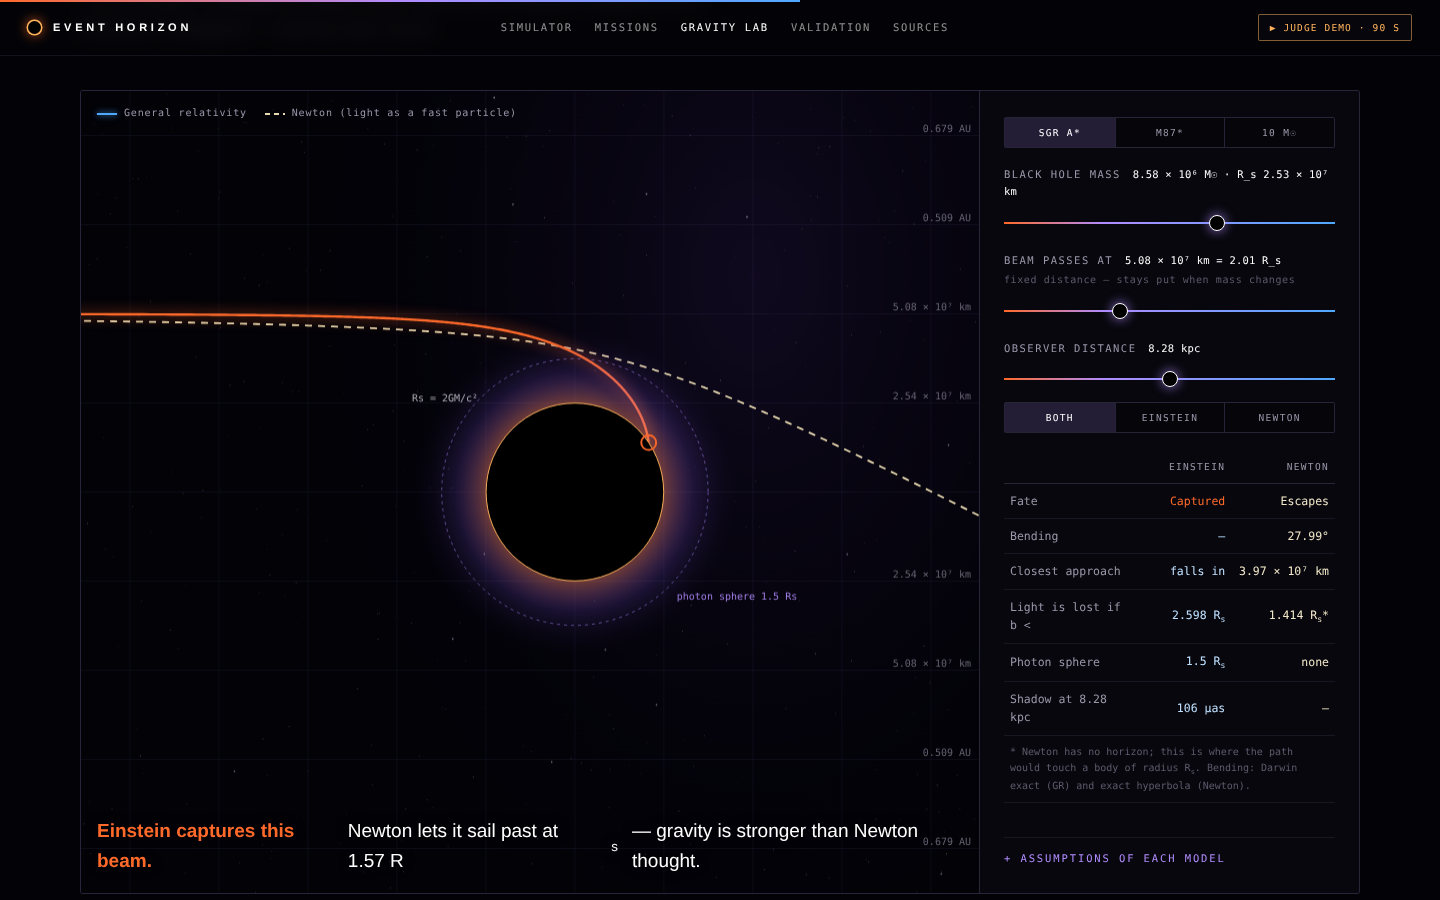 EVENT HORIZON
SIMULATOR MISSIONS GRAVITY LAB VALIDATION SOURCES
▶ JUDGE DEMO · 90 S
General relativity Newton (light as a fast particle)
0.679 AU
0.509 AU
5.08 × 10⁷ km
2.54 × 10⁷ km
Rs = 2GM/c²
2.54 × 10⁷ km
photon sphere 1.5 Rs
5.08 × 10⁷ km
0.509 AU
0.679 AU
Einstein captures this
beam.
Newton lets it sail past at
1.57 R
s
— gravity is stronger than Newton
thought.
SGR A* M87* 10 M☉
BLACK HOLE MASS 8.58 × 10⁶ M☉ · R_s 2.53 × 10⁷
km
BEAM PASSES AT 5.08 × 10⁷ km = 2.01 R_s
fixed distance — stays put when mass changes
OBSERVER DISTANCE 8.28 kpc
BOTH EINSTEIN NEWTON
EINSTEIN NEWTON
Fate Captured Escapes
Bending — 27.99°
Closest approach falls in 3.97 × 10⁷ km
Light is lost if
b < 2.598 Rs 1.414 Rs*
Photon sphere 1.5 Rs none
Shadow at 8.28
kpc 106 μas —
* Newton has no horizon; this is where the path
would touch a body of radius Rs. Bending: Darwin
exact (GR) and exact hyperbola (Newton).
+ ASSUMPTIONS OF EACH MODEL